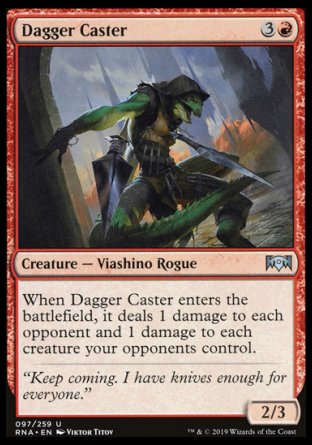 Dagger Caster 3
Creature — Viashino Rogue
When Dagger Caster enters the
battlefield, it deals 1 damage to each
opponent and 1 damage to each
creature your opponents control.
"Keep coming. I have knives enough for
everyone."
2/3
097/259 U
RNA • EN Viktor Titov
™ & © 2019 Wizards of the Coast